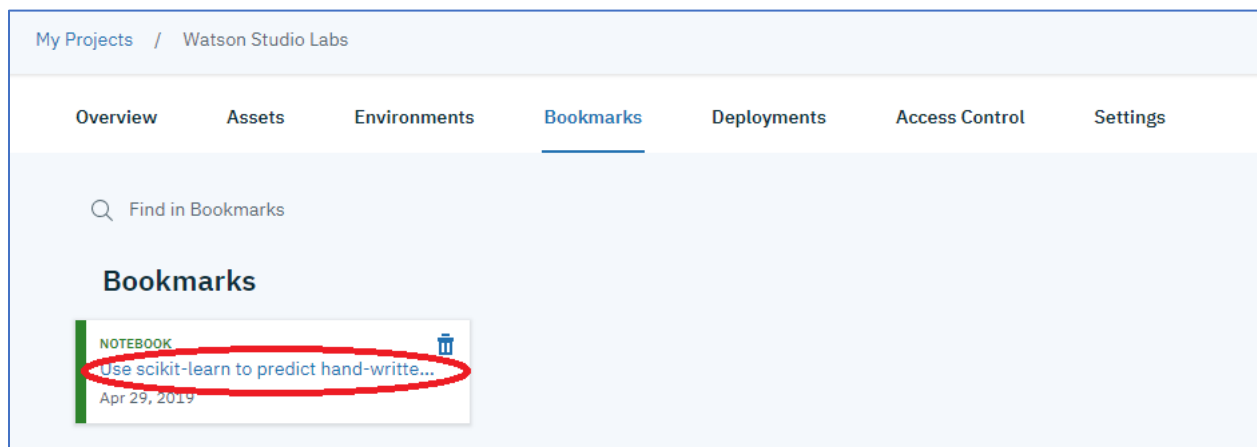 My Projects / Watson Studio Labs
Overview Assets Environments Bookmarks Deployments Access Control Settings
Find in Bookmarks
Bookmarks
NOTEBOOK
Use scikit-learn to predict hand-writte...
Apr 29, 2019